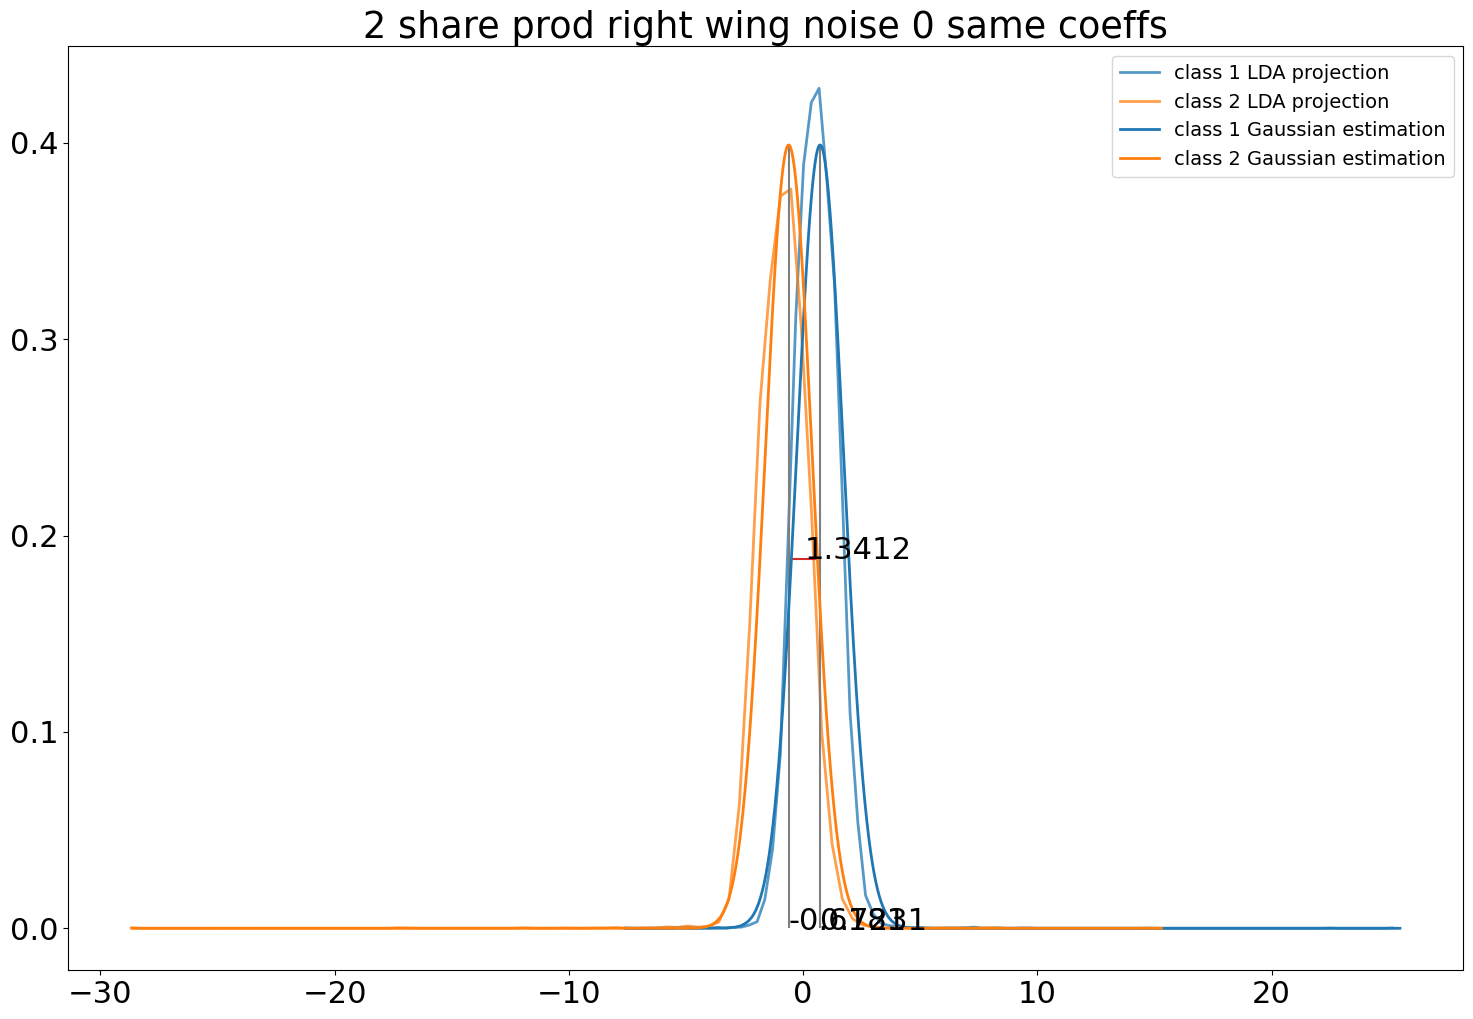 2 share prod right wing noise 0 same coeffs
class 1 LDA projection
class 2 LDA projection
class 1 Gaussian estimation
class 2 Gaussian estimation
0.4
0.3
0.2
0.1
0.0
1.3412
−30
−20
−10
0
10
20